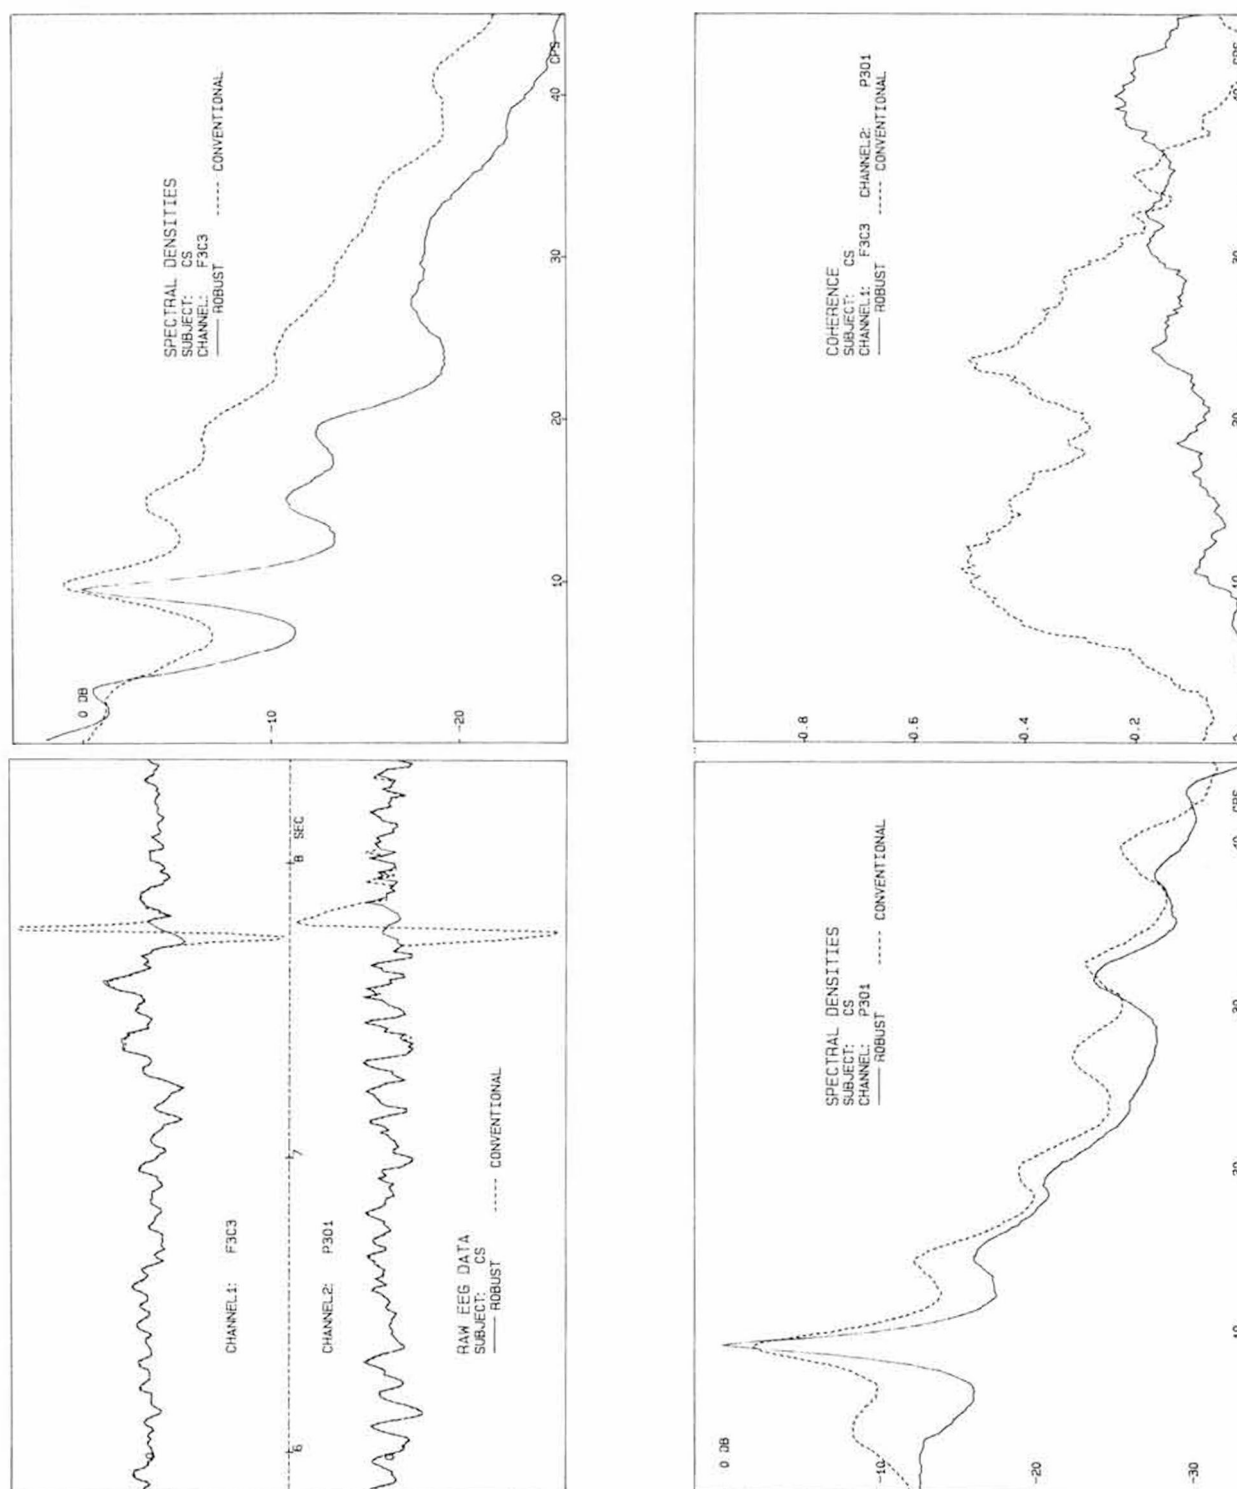 RAW EEG DATA
SUBJECT: CS
ROBUST CONVENTIONAL
CHANNEL1: F3C3
6 7 8 SEC
CHANNEL2: P301
SPECTRAL DENSITIES
SUBJECT: CS
CHANNEL: F3C3
ROBUST CONVENTIONAL
0 DB
-10
-20
10 20 30 40 CPS
SPECTRAL DENSITIES
SUBJECT: CS
CHANNEL: P301
ROBUST CONVENTIONAL
0 DB
-10
-20
-30
COHERENCE
SUBJECT: CS
CHANNEL1: F3C3 CHANNEL2: P301
ROBUST CONVENTIONAL
-0.8
-0.6
-0.4
-0.2